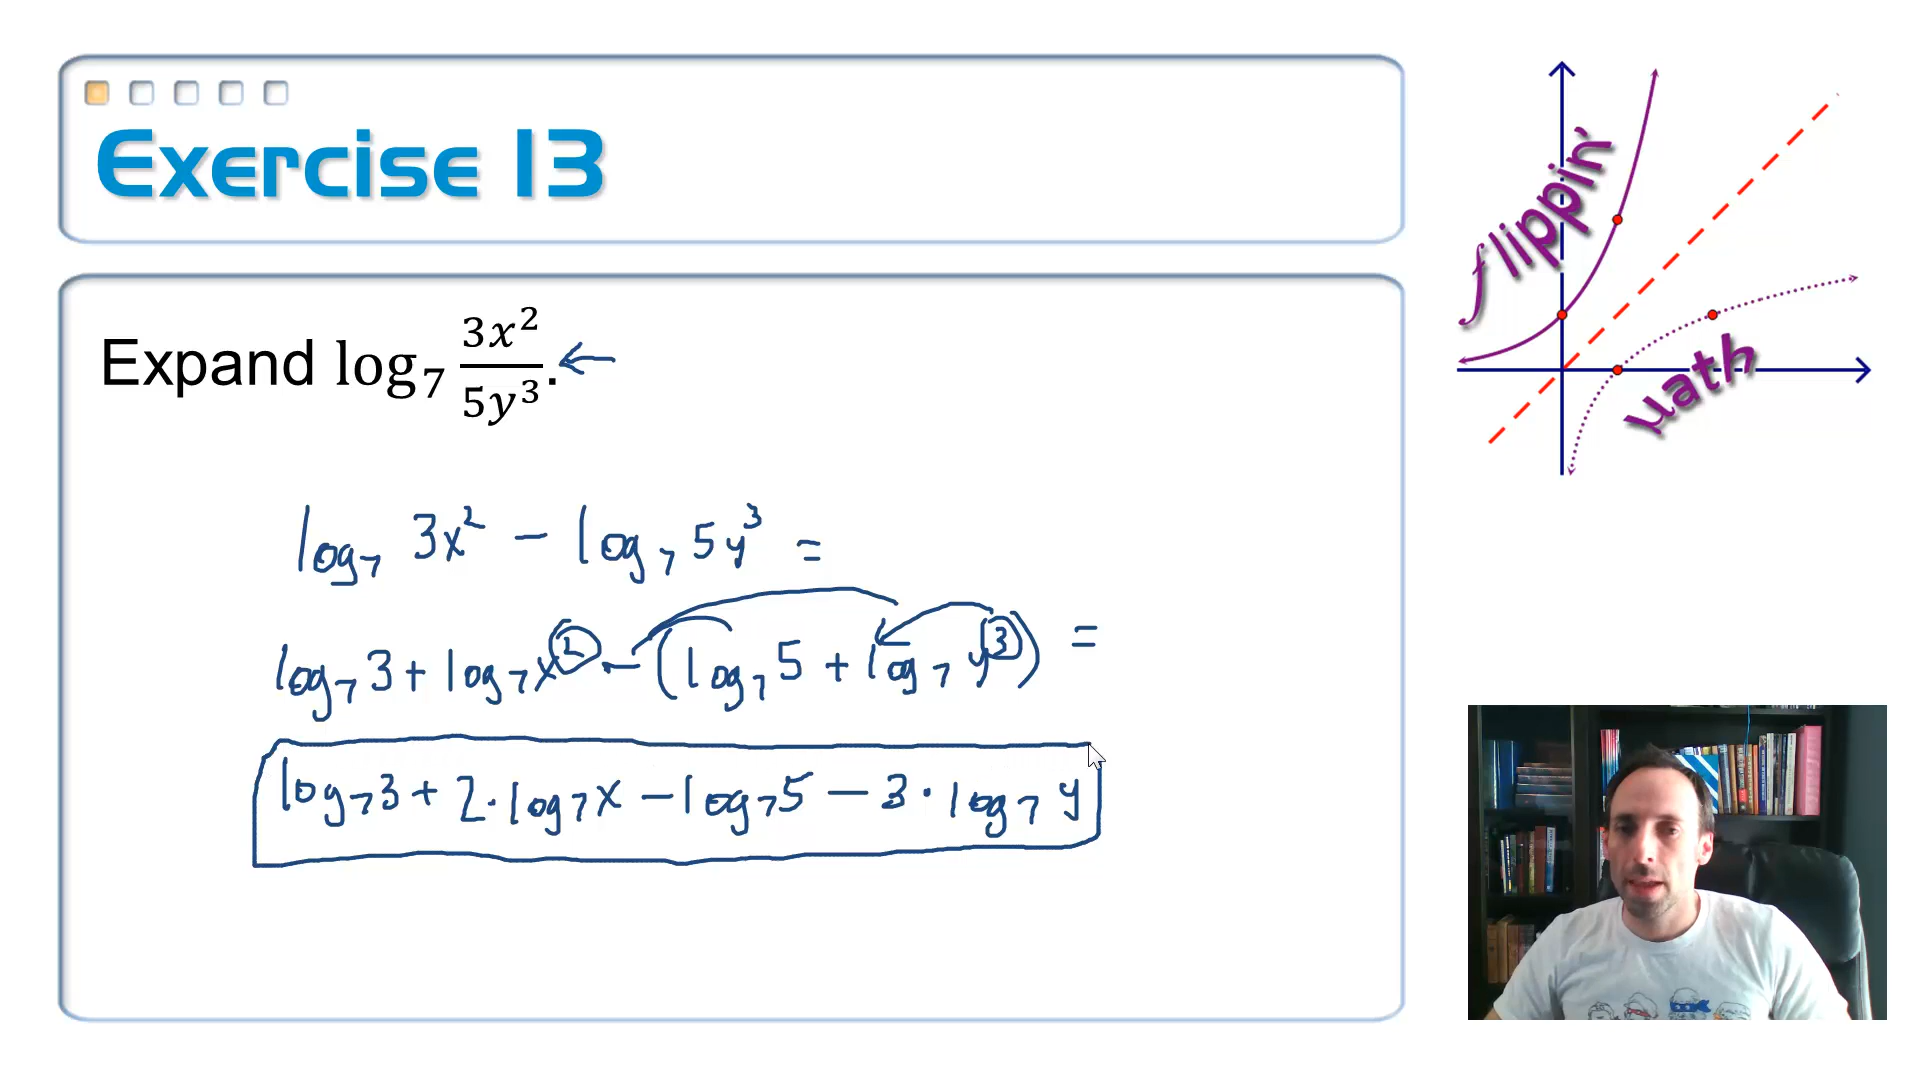 Exercise 13
Expand log₇ 3x²/5y³. ←
log₇ 3x² − log₇ 5y³ =
log₇ 3 + log₇ x² − (log₇ 5 + log₇ y³) =
log₇ 3 + 2 · log₇ x − log₇ 5 − 3 · log₇ y
flippin'
math